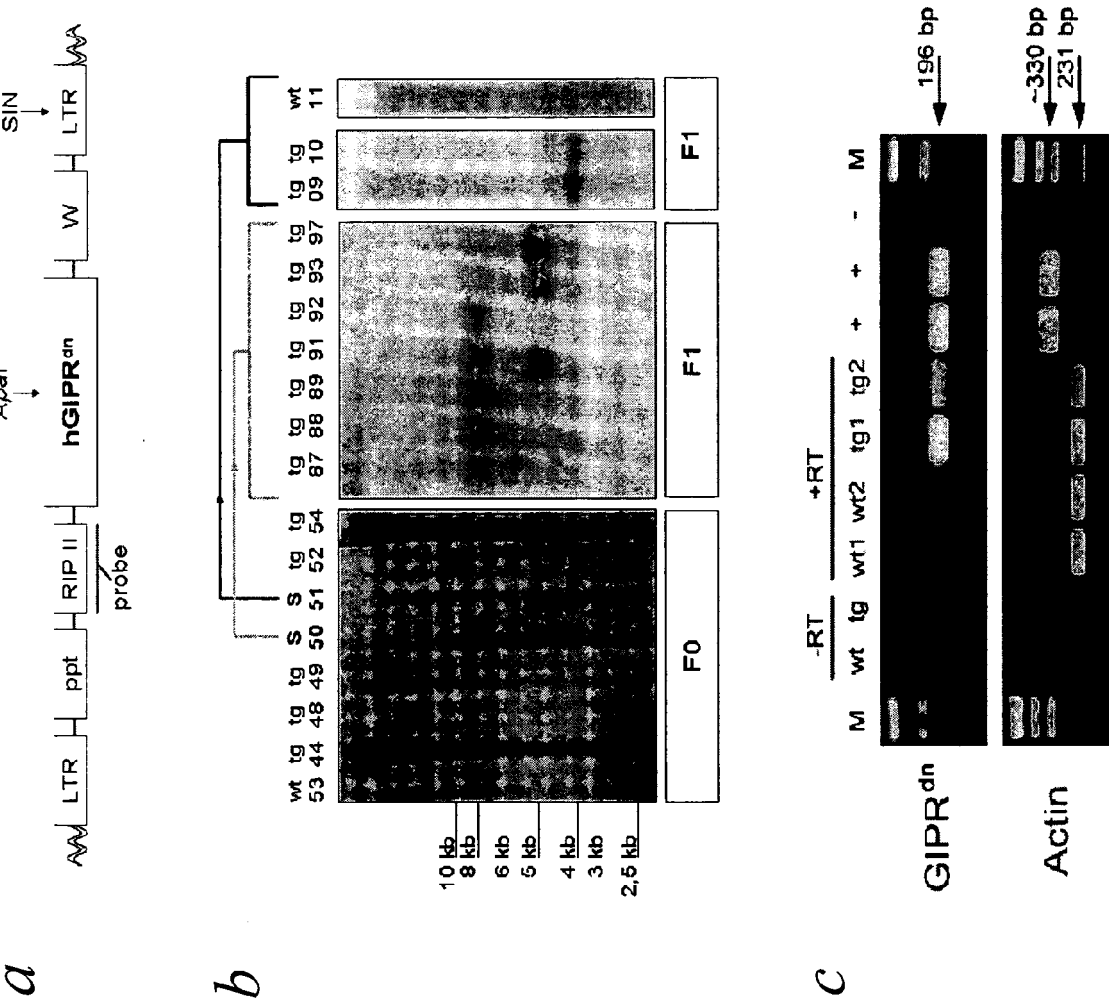 a
ApaI
SIN
LTR ppt RIP II hGIPRdn W LTR
probe
b
wt tg tg tg S S tg tg tg tg tg tg tg tg tg tg tg wt
53 44 48 49 50 51 52 54 87 88 89 91 92 93 97 09 10 11
10 kb
8 kb
6 kb
5 kb
4 kb
3 kb
2,5 kb
F0 F1 F1
c
-RT +RT
M wt tg wt1 wt2 tg1 tg2 + + - M
GIPRdn
196 bp
Actin
~330 bp
231 bp